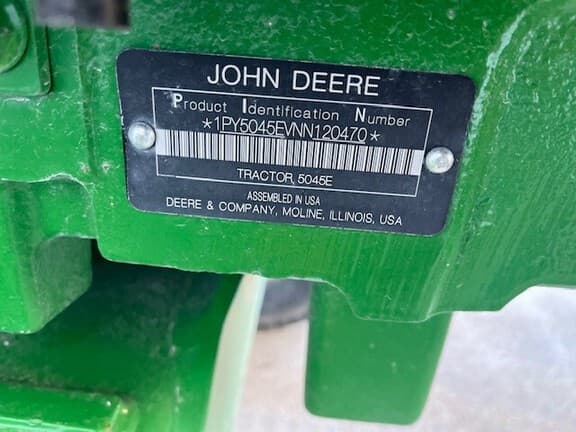 JOHN DEERE
Product Identification Number
*1PY5045EVNN120470*
TRACTOR, 5045E
ASSEMBLED IN USA
DEERE & COMPANY, MOLINE, ILLINOIS, USA